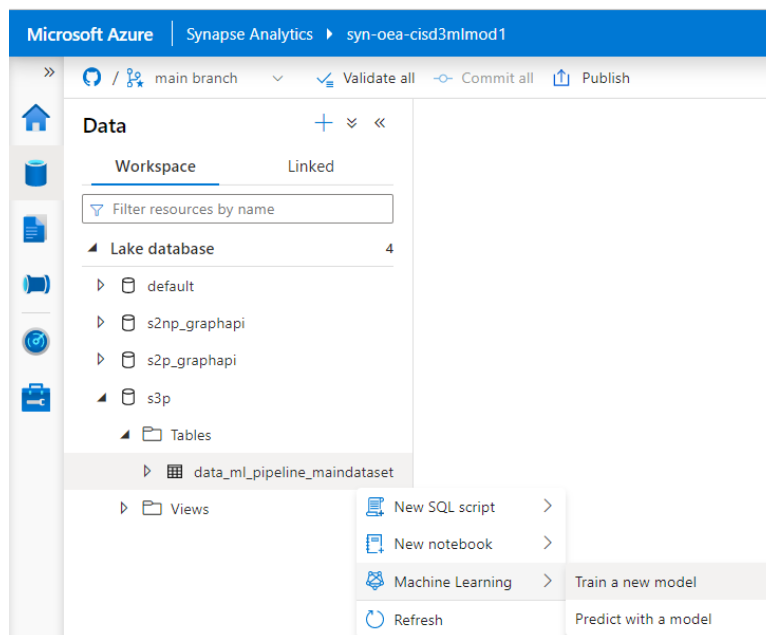 Microsoft Azure Synapse Analytics syn-oea-cisd3mlmod1
/ main branch Validate all Commit all Publish
Data
Workspace Linked
Filter resources by name
Lake database 4
default
s2np_graphapi
s2p_graphapi
s3p
Tables
data_ml_pipeline_maindataset
Views
New SQL script
New notebook
Machine Learning Train a new model
Refresh Predict with a model